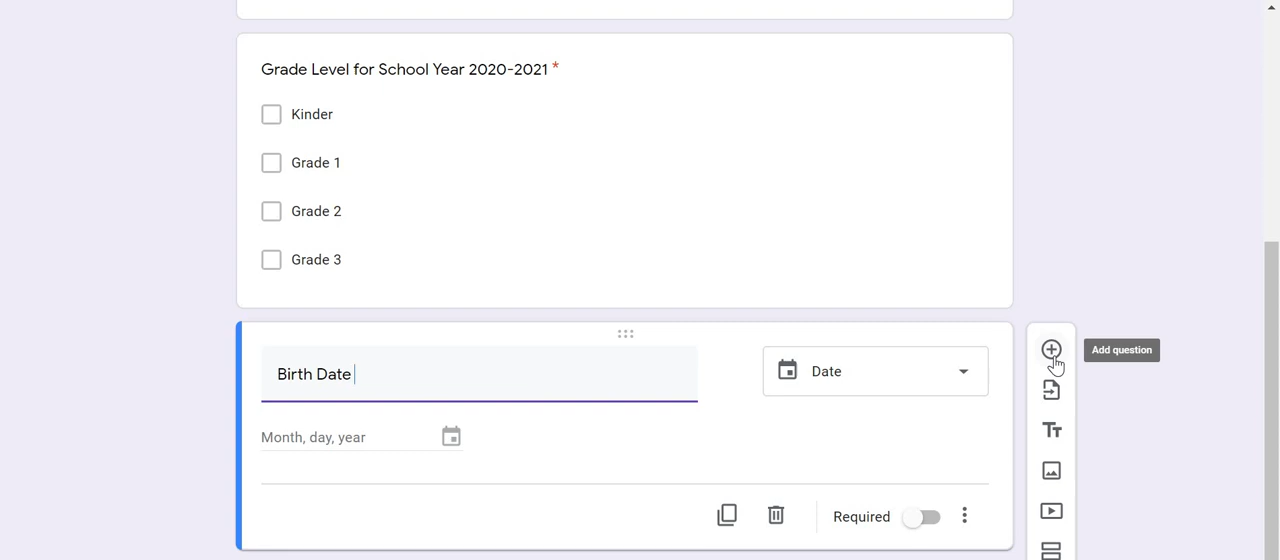 Grade Level for School Year 2020-2021 *
Kinder
Grade 1
Grade 2
Grade 3
Birth Date
Date
Add question
Month, day, year
Required